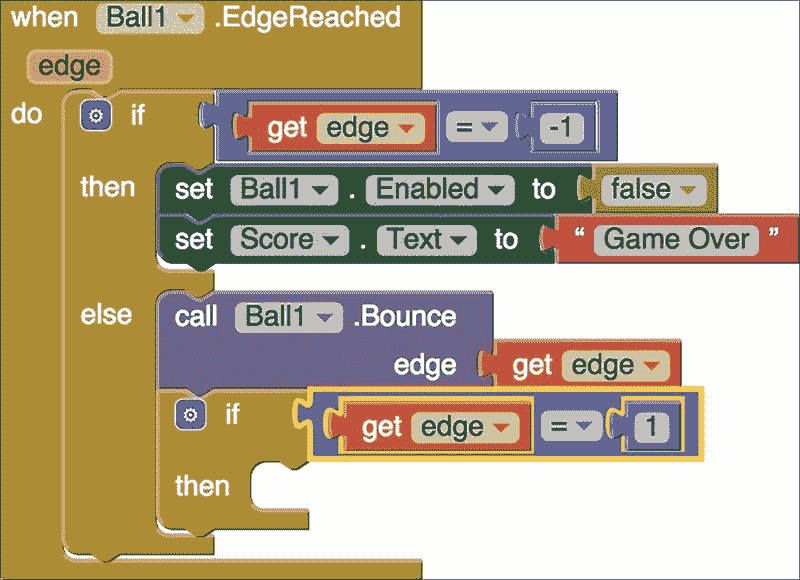 when Ball1 .EdgeReached
edge
do if get edge = -1
then set Ball1 . Enabled to false
set Score . Text to “ Game Over ”
else call Ball1 .Bounce
edge get edge
if get edge = 1
then